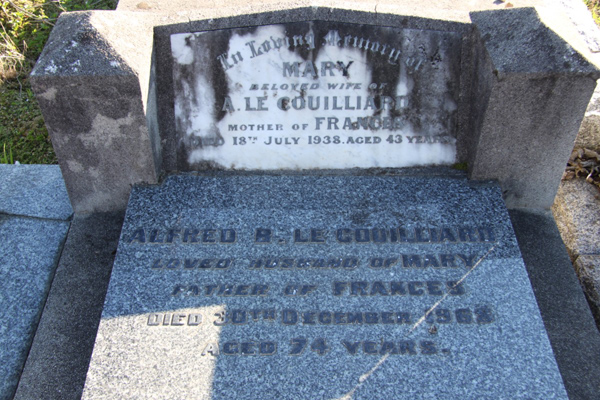 In Loving Memory of
MARY
BELOVED WIFE OF
A. LE COUILLIARD
MOTHER OF FRANCES
DIED 18TH JULY 1938. AGED 43 YEARS
ALFRED R. LE COUILLIARD
LOVED HUSBAND OF MARY
FATHER OF FRANCES
DIED 30TH DECEMBER 1962
AGED 74 YEARS.